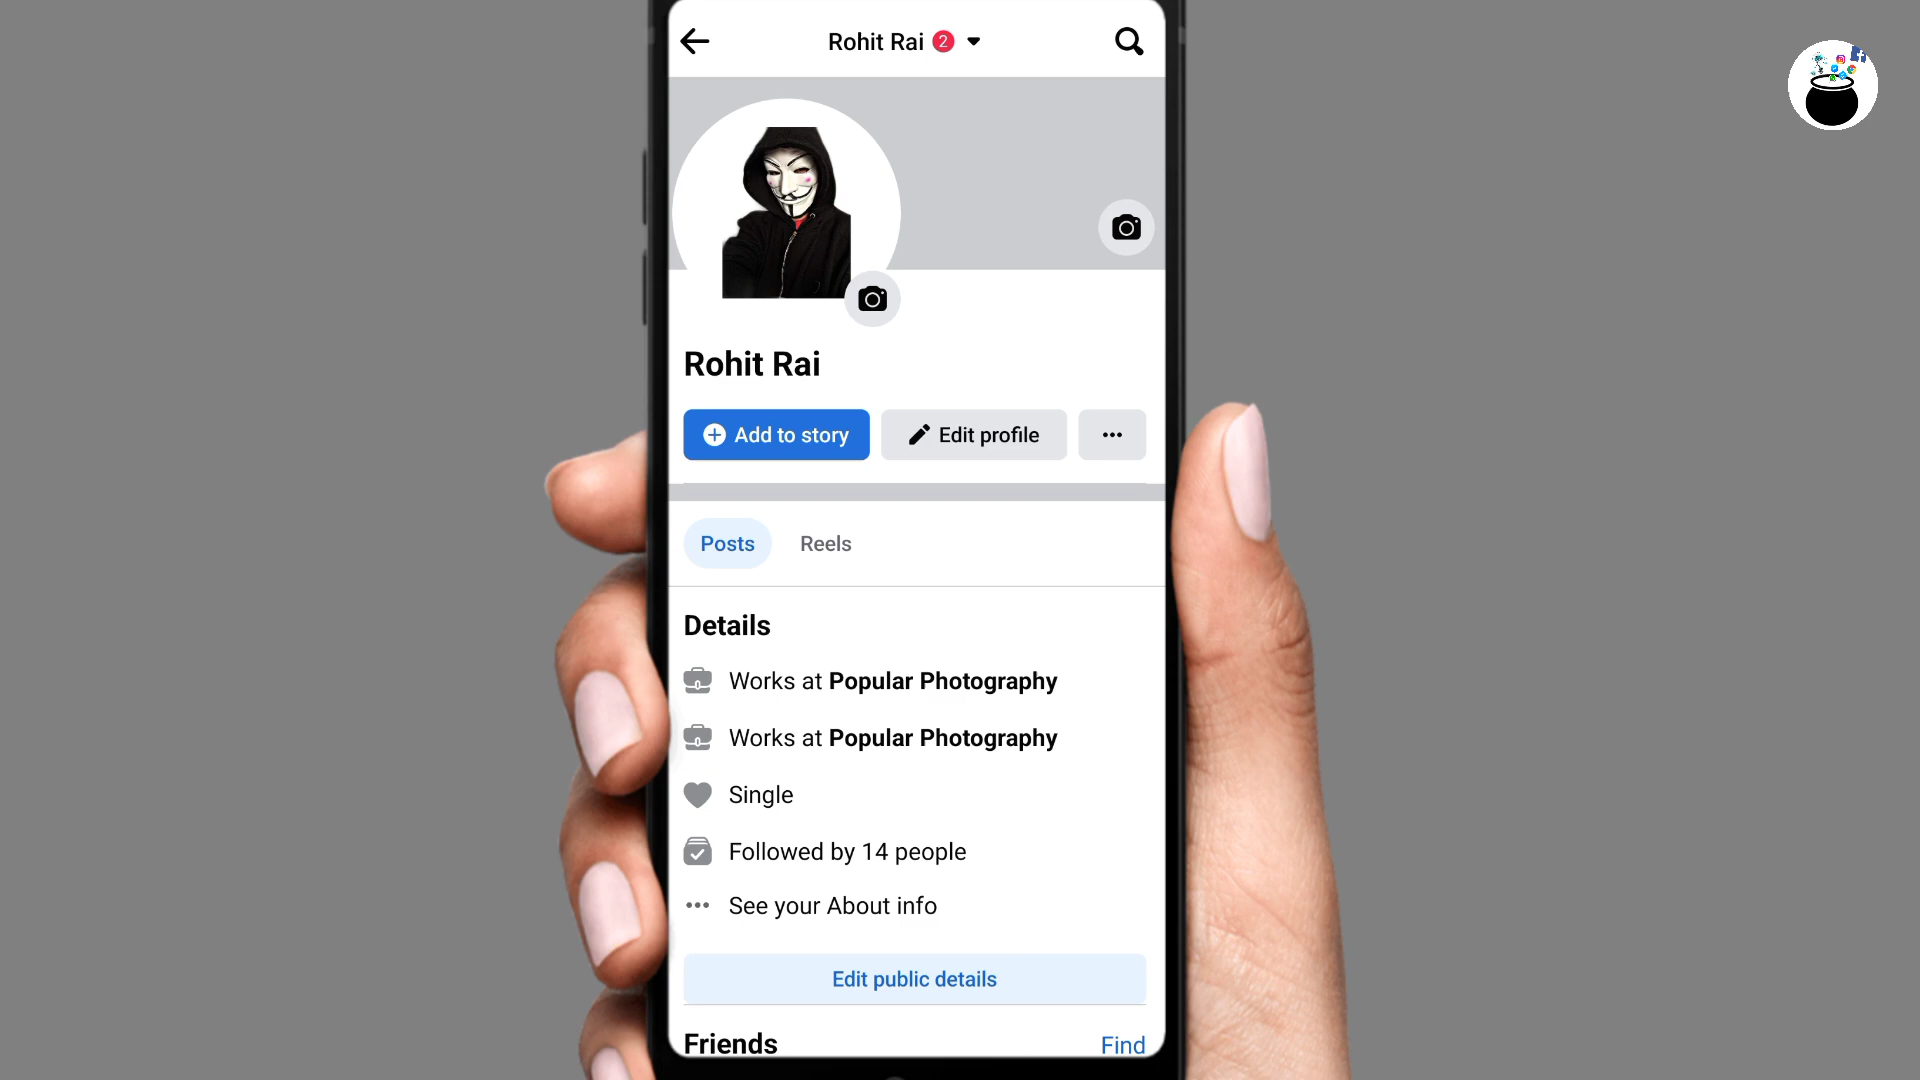 Rohit Rai 2
Rohit Rai
Add to story
Edit profile
Posts
Reels
Details
Works at Popular Photography
Works at Popular Photography
Single
Followed by 14 people
See your About info
Edit public details
Friends
Find